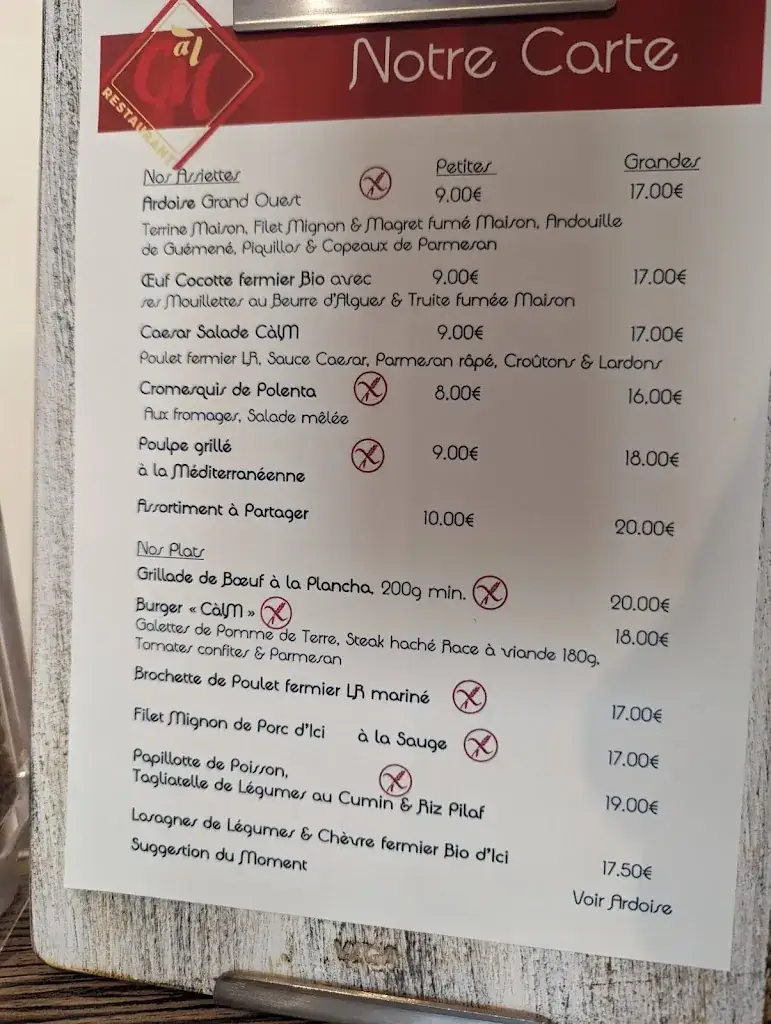 àl
CM
RESTAURANT
Notre Carte
Nos Assiettes Petites Grandes
Ardoise Grand Ouest 9.00€ 17.00€
Terrine Maison, Filet Mignon & Magret fumé Maison, Andouille
de Guémené, Piquillos & Copeaux de Parmesan
Œuf Cocotte fermier Bio avec 9.00€ 17.00€
ses Mouillettes au Beurre d'Algues & Truite fumée Maison
Caesar Salade CàlM 9.00€ 17.00€
Poulet fermier LR, Sauce Caesar, Parmesan râpé, Croûtons & Lardons
Cromesquis de Polenta 8.00€ 16.00€
Aux fromages, Salade mêlée
Poulpe grillé
à la Méditerranéenne 9.00€ 18.00€
Assortiment à Partager 10.00€ 20.00€
Nos Plats
Grillade de Bœuf à la Plancha, 200g min. 20.00€
Burger « CàlM » 18.00€
Galettes de Pomme de Terre, Steak haché Race à viande 180g,
Tomates confites & Parmesan
Brochette de Poulet fermier LR mariné 17.00€
Filet Mignon de Porc d'Ici à la Sauge 17.00€
Papillotte de Poisson,
Tagliatelle de Légumes au Cumin & Riz Pilaf 19.00€
Lasagnes de Légumes & Chèvre fermier Bio d'Ici 17.50€
Suggestion du Moment Voir Ardoise